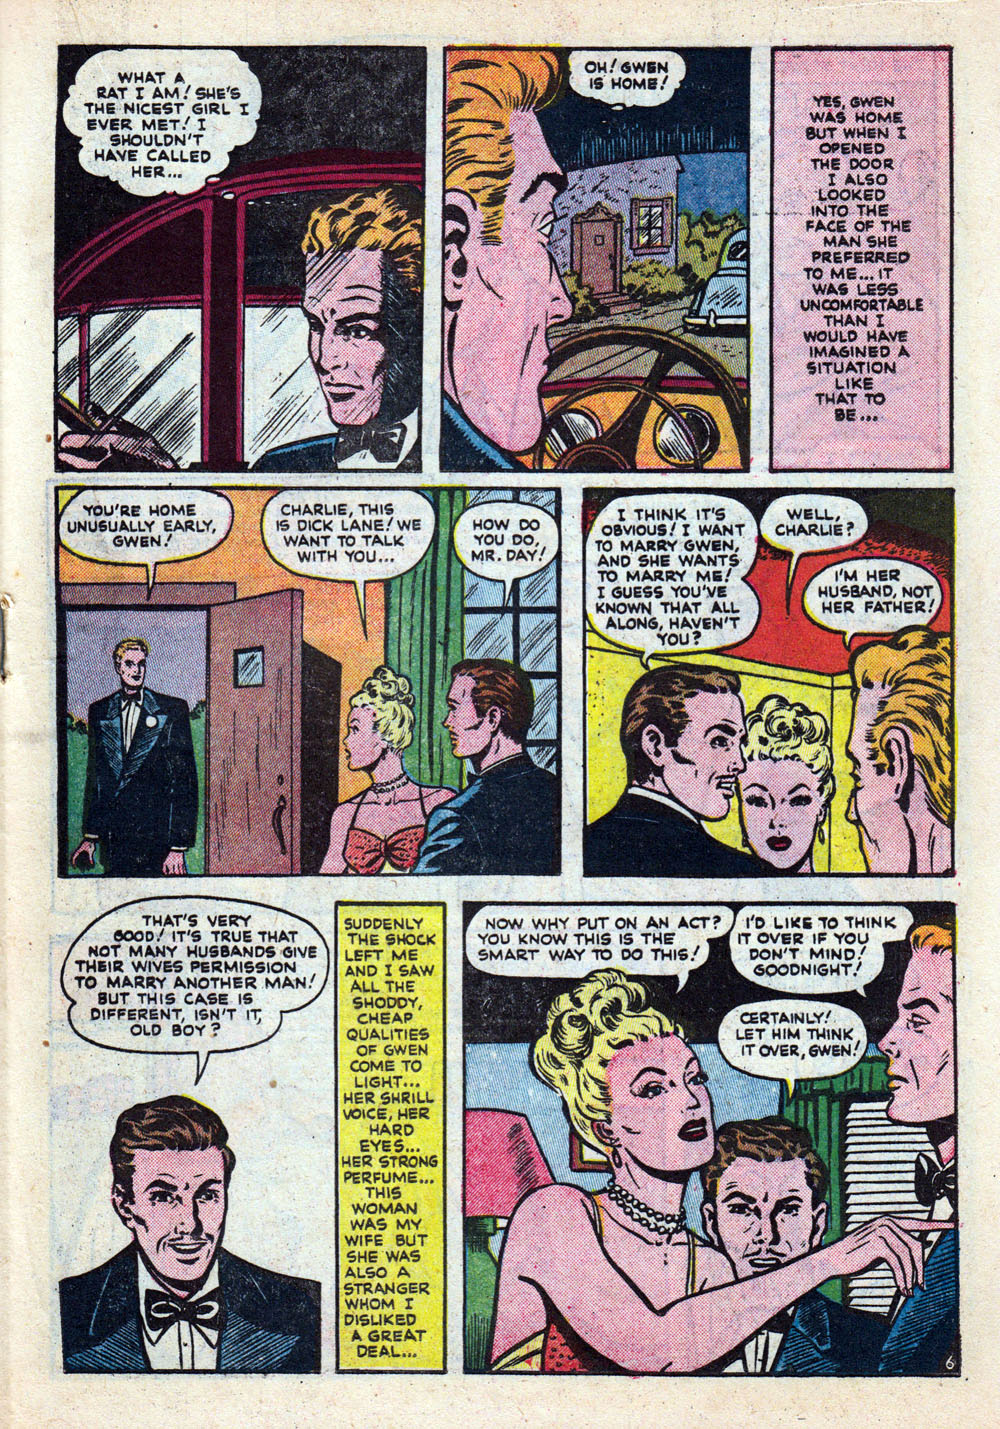 WHAT A
RAT I AM! SHE'S
THE NICEST GIRL I
EVER MET! I
SHOULDN'T
HAVE CALLED
HER...
OH! GWEN
IS HOME!
YES, GWEN
WAS HOME
BUT WHEN I
OPENED
THE DOOR
I ALSO
LOOKED
INTO THE
FACE OF THE
MAN SHE
PREFERRED
TO ME... IT
WAS LESS
UNCOMFORTABLE
THAN I
WOULD HAVE
IMAGINED A
SITUATION
LIKE
THAT TO
BE...
YOU'RE HOME
UNUSUALLY EARLY,
GWEN!
CHARLIE, THIS
IS DICK LANE! WE
WANT TO TALK
WITH YOU...
HOW DO
YOU DO,
MR. DAY!
I THINK IT'S
OBVIOUS! I WANT
TO MARRY GWEN,
AND SHE WANTS
TO MARRY ME!
I GUESS YOU'VE
KNOWN THAT ALL
ALONG, HAVEN'T
YOU?
WELL,
CHARLIE?
I'M HER
HUSBAND, NOT
HER FATHER!
THAT'S VERY
GOOD! IT'S TRUE THAT
NOT MANY HUSBANDS GIVE
THEIR WIVES PERMISSION
TO MARRY ANOTHER MAN!
BUT THIS CASE IS
DIFFERENT, ISN'T IT,
OLD BOY?
SUDDENLY
THE SHOCK
LEFT ME
AND I SAW
ALL THE
SHODDY,
CHEAP
QUALITIES
OF GWEN
COME TO
LIGHT...
HER SHRILL
VOICE, HER
HARD
EYES...
HER STRONG
PERFUME...
THIS
WOMAN
WAS MY
WIFE BUT
SHE WAS
ALSO A
STRANGER
WHOM I
DISLIKED
A GREAT
DEAL...
NOW WHY PUT ON AN ACT?
YOU KNOW THIS IS THE
SMART WAY TO DO THIS!
I'D LIKE TO THINK
IT OVER IF YOU
DON'T MIND!
GOODNIGHT!
CERTAINLY!
LET HIM THINK
IT OVER, GWEN!
6